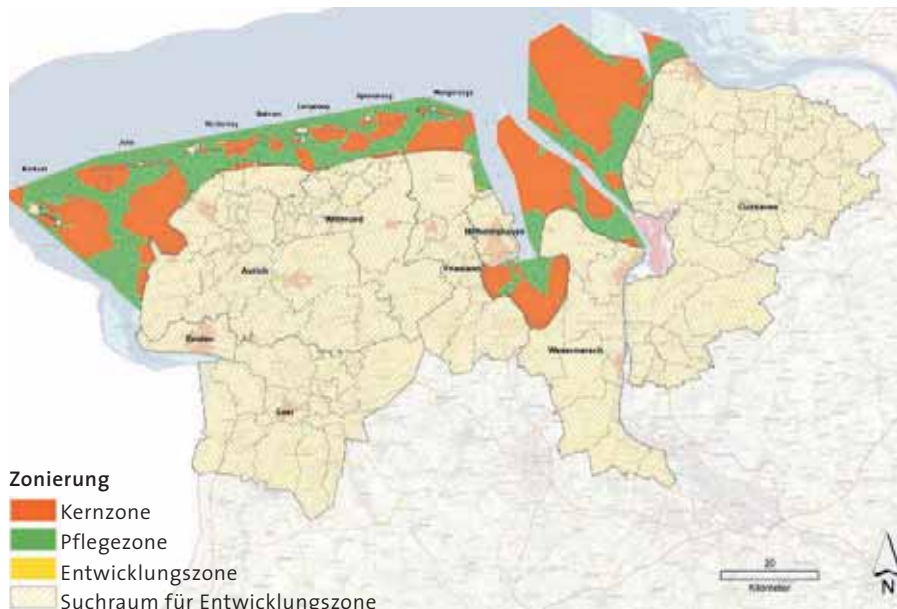 Borkum
Juist
Norderney
Baltrum
Langeoog
Spiekeroog
Wangerooge
Wittmund
Wilhelmshaven
Cuxhaven
Aurich
Friesland
Emden
Wesermarsch
Leer
Zonierung
Kernzone
Pflegezone
Entwicklungszone
Suchraum für Entwicklungszone
20
Kilometer
N